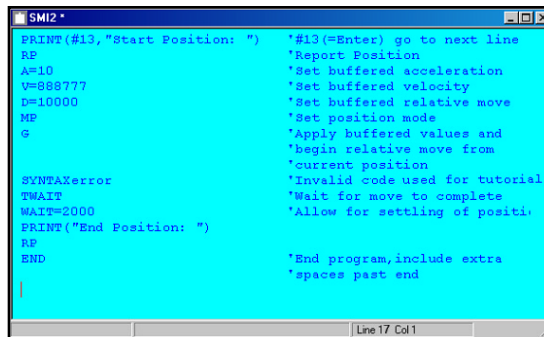 SMI2 *
PRINT(#13,"Start Position: ") '#13(=Enter) go to next line
RP 'Report Position
A=10 'Set buffered acceleration
V=888777 'Set buffered velocity
D=10000 'Set buffered relative move
MP 'Set position mode
G 'Apply buffered values and
'begin relative move from
'current position
SYNTAXerror 'Invalid code used for tutorial
TWAIT 'Wait for move to complete
WAIT=2000 'Allow for settling of positi
PRINT("End Position: ")
RP
END 'End program,include extra
'spaces past end
Line 17 Col 1